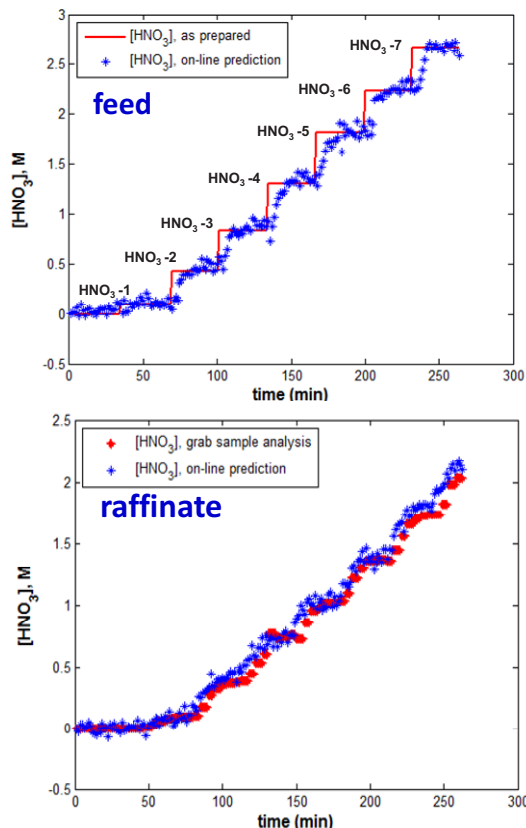 [HNO₃], as prepared
[HNO₃], on-line prediction
feed
HNO₃ -1
HNO₃ -2
HNO₃ -3
HNO₃ -4
HNO₃ -5
HNO₃ -6
HNO₃ -7
[HNO₃], M
3
2.5
2
1.5
1
0.5
0
-0.5
0 50 100 150 200 250 300
time (min)
[HNO₃], grab sample analysis
[HNO₃], on-line prediction
raffinate
[HNO₃], M
2.5
2
1.5
1
0.5
0
-0.5
0 50 100 150 200 250 300
time (min)